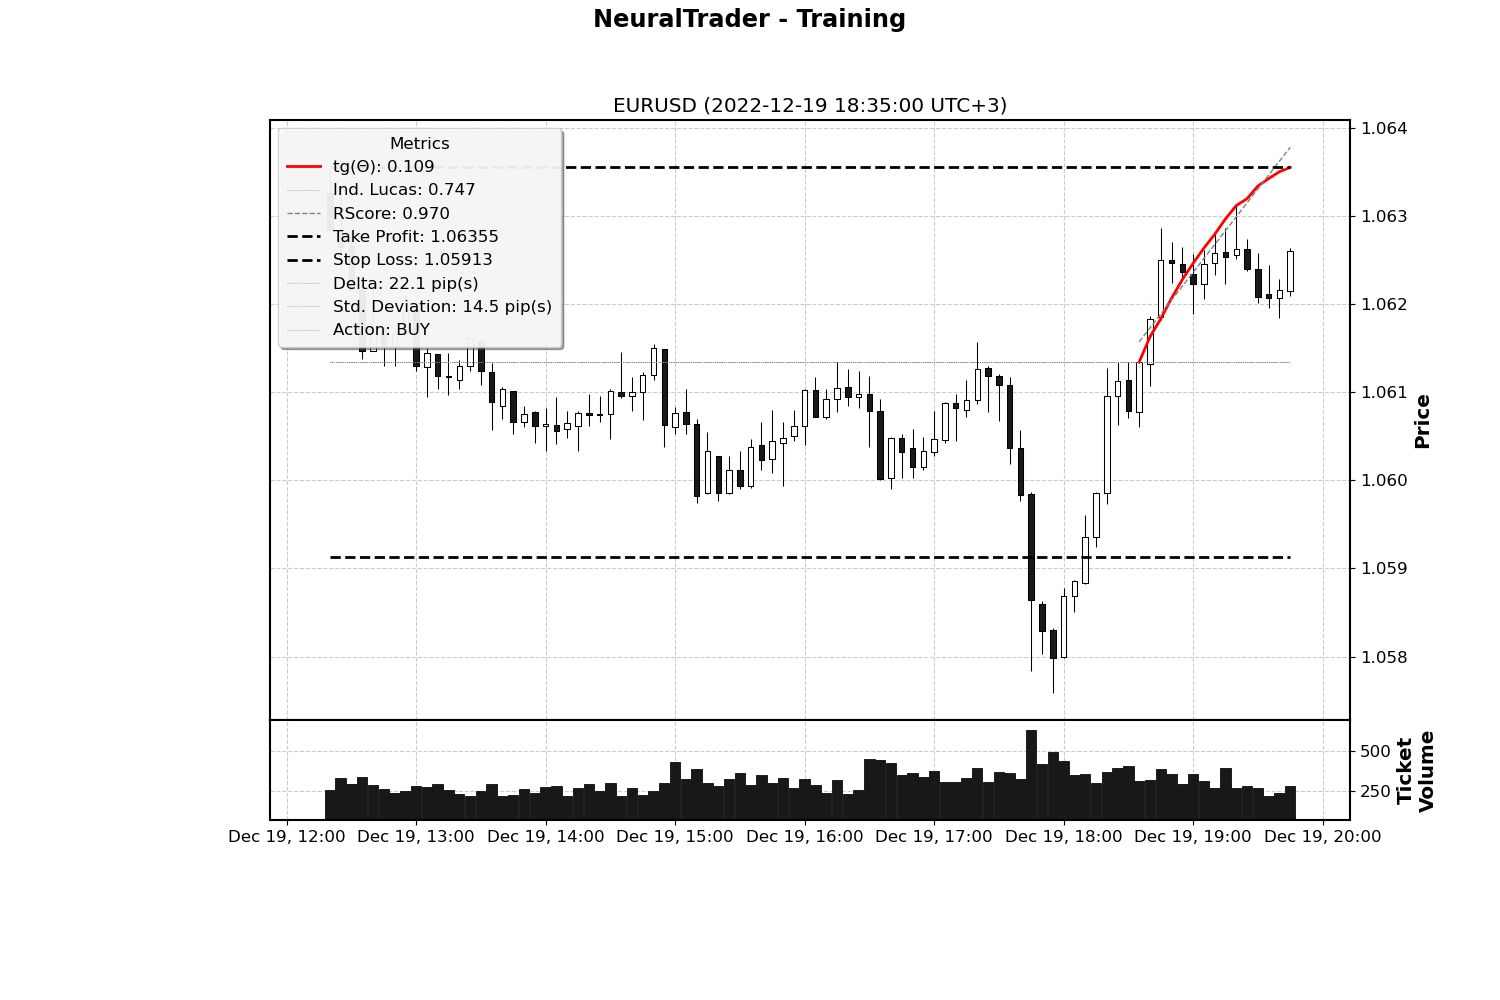 NeuralTrader - Training
EURUSD (2022-12-19 18:35:00 UTC+3)
Metrics
tg(Θ): 0.109
Ind. Lucas: 0.747
RScore: 0.970
Take Profit: 1.06355
Stop Loss: 1.05913
Delta: 22.1 pip(s)
Std. Deviation: 14.5 pip(s)
Action: BUY
1.064
1.063
1.062
1.061
1.060
1.059
1.058
Price
500
250
Ticket
Volume
Dec 19, 12:00 Dec 19, 13:00 Dec 19, 14:00 Dec 19, 15:00 Dec 19, 16:00 Dec 19, 17:00 Dec 19, 18:00 Dec 19, 19:00 Dec 19, 20:00